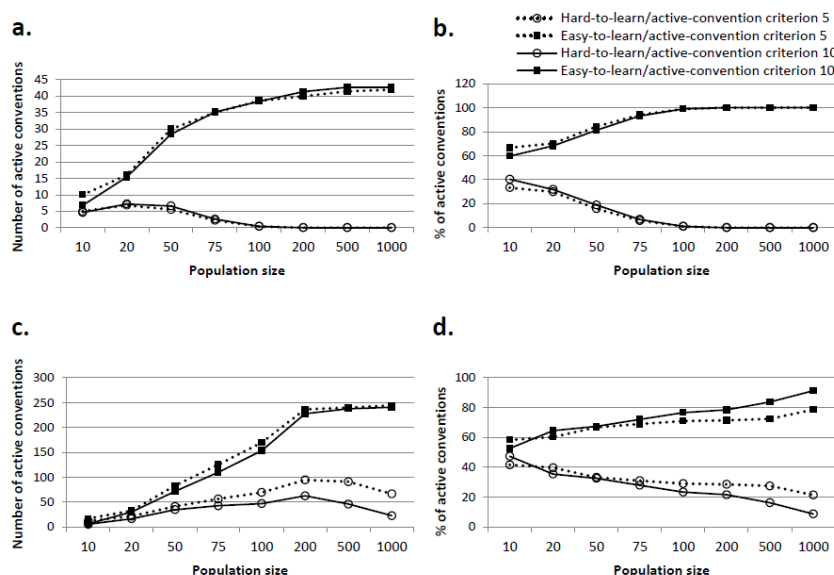 a.
b.
Hard-to-learn/active-convention criterion 5
Easy-to-learn/active-convention criterion 5
Hard-to-learn/active-convention criterion 10
Easy-to-learn/active-convention criterion 10
Number of active conventions
45
40
35
30
25
20
15
10
5
0
10 20 50 75 100 200 500 1000
Population size
% of active conventions
120
100
80
60
40
20
0
10 20 50 75 100 200 500 1000
Population size
c.
d.
Number of active conventions
300
250
200
150
100
50
0
10 20 50 75 100 200 500 1000
Population size
% of active conventions
100
80
60
40
20
0
10 20 50 75 100 200 500 1000
Population size